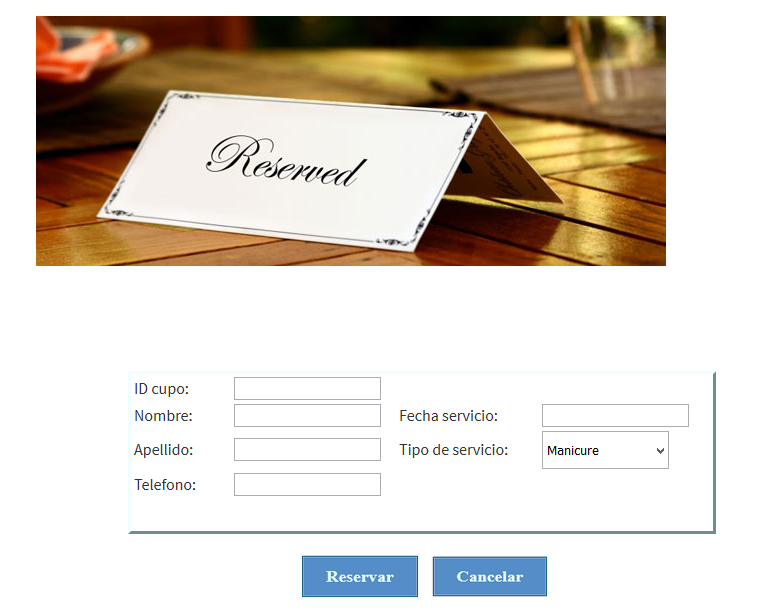 Reserved
ID cupo:
Nombre:
Fecha servicio:
Apellido:
Tipo de servicio:
Manicure
Telefono:
Reservar
Cancelar